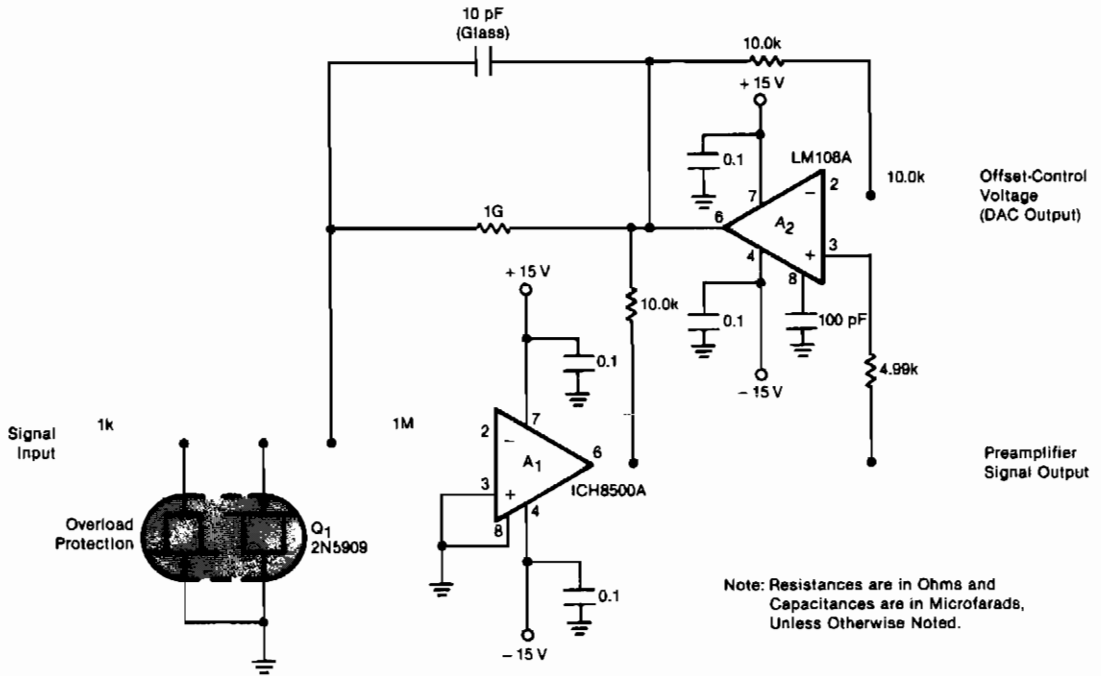 10 pF
(Glass)
10.0k
+ 15 V
0.1
LM108A
7
2
−
10.0k
Offset-Control
Voltage
(DAC Output)
1G
6
A2
4
+
3
8
+ 15 V
10.0k
0.1
100 pF
0.1
4.99k
− 15 V
Signal
Input
1k
1M
7
2
−
A1
6
3
+
4
8
ICH8500A
Preamplifier
Signal Output
Overload
Protection
Q1
2N5909
0.1
− 15 V
Note: Resistances are in Ohms and
Capacitances are in Microfarads,
Unless Otherwise Noted.